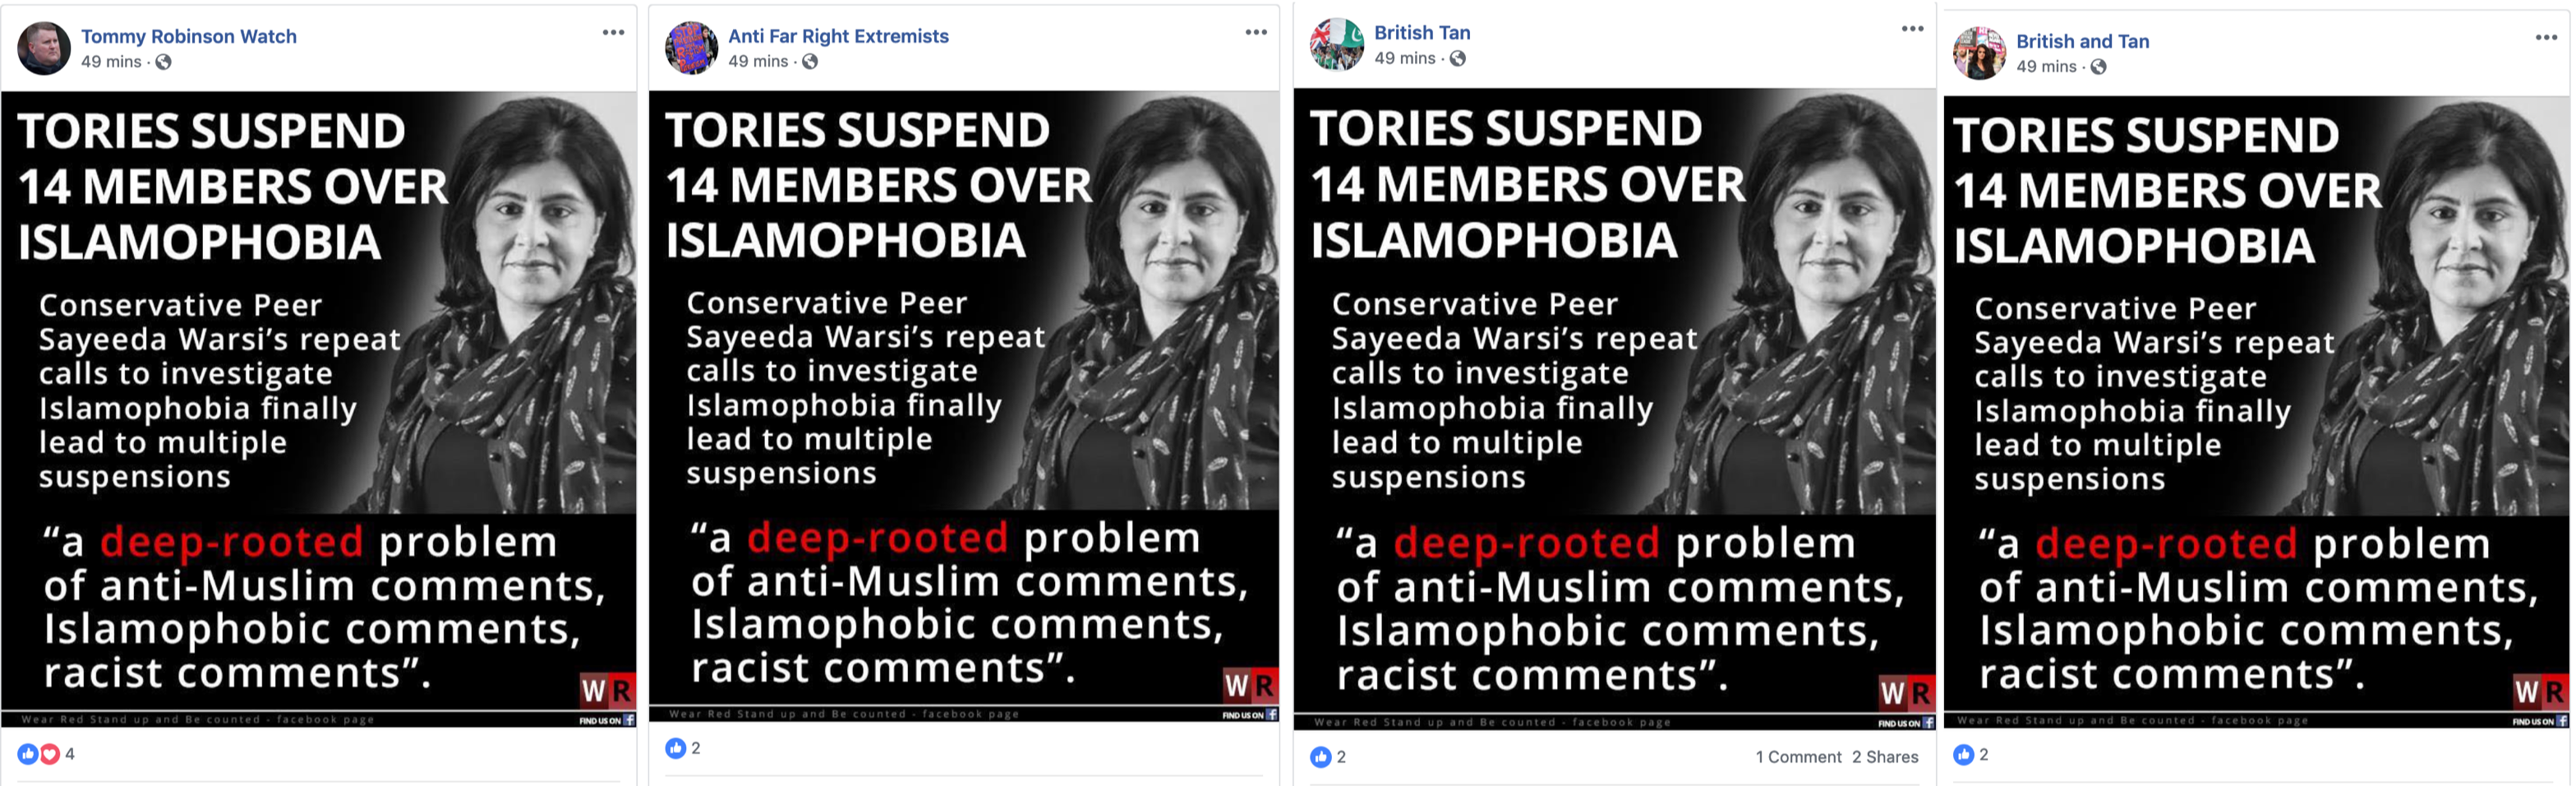 Tommy Robinson Watch
49 mins ·
TORIES SUSPEND
14 MEMBERS OVER
ISLAMOPHOBIA
Conservative Peer
Sayeeda Warsi’s repeat
calls to investigate
Islamophobia finally
lead to multiple
suspensions
“a deep-rooted problem
of anti-Muslim comments,
Islamophobic comments,
racist comments”.
WR
Wear Red Stand up and Be counted - facebook page
FIND US ON f
4
Anti Far Right Extremists
49 mins ·
TORIES SUSPEND
14 MEMBERS OVER
ISLAMOPHOBIA
Conservative Peer
Sayeeda Warsi’s repeat
calls to investigate
Islamophobia finally
lead to multiple
suspensions
“a deep-rooted problem
of anti-Muslim comments,
Islamophobic comments,
racist comments”.
WR
Wear Red Stand up and Be counted - facebook page
FIND US ON f
2
British Tan
49 mins ·
TORIES SUSPEND
14 MEMBERS OVER
ISLAMOPHOBIA
Conservative Peer
Sayeeda Warsi’s repeat
calls to investigate
Islamophobia finally
lead to multiple
suspensions
“a deep-rooted problem
of anti-Muslim comments,
Islamophobic comments,
racist comments”.
WR
Wear Red Stand up and Be counted - facebook page
FIND US ON f
2
1 Comment 2 Shares
British and Tan
49 mins ·
TORIES SUSPEND
14 MEMBERS OVER
ISLAMOPHOBIA
Conservative Peer
Sayeeda Warsi’s repeat
calls to investigate
Islamophobia finally
lead to multiple
suspensions
“a deep-rooted problem
of anti-Muslim comments,
Islamophobic comments,
racist comments”.
WR
Wear Red Stand up and Be counted - facebook page
FIND US ON f
2